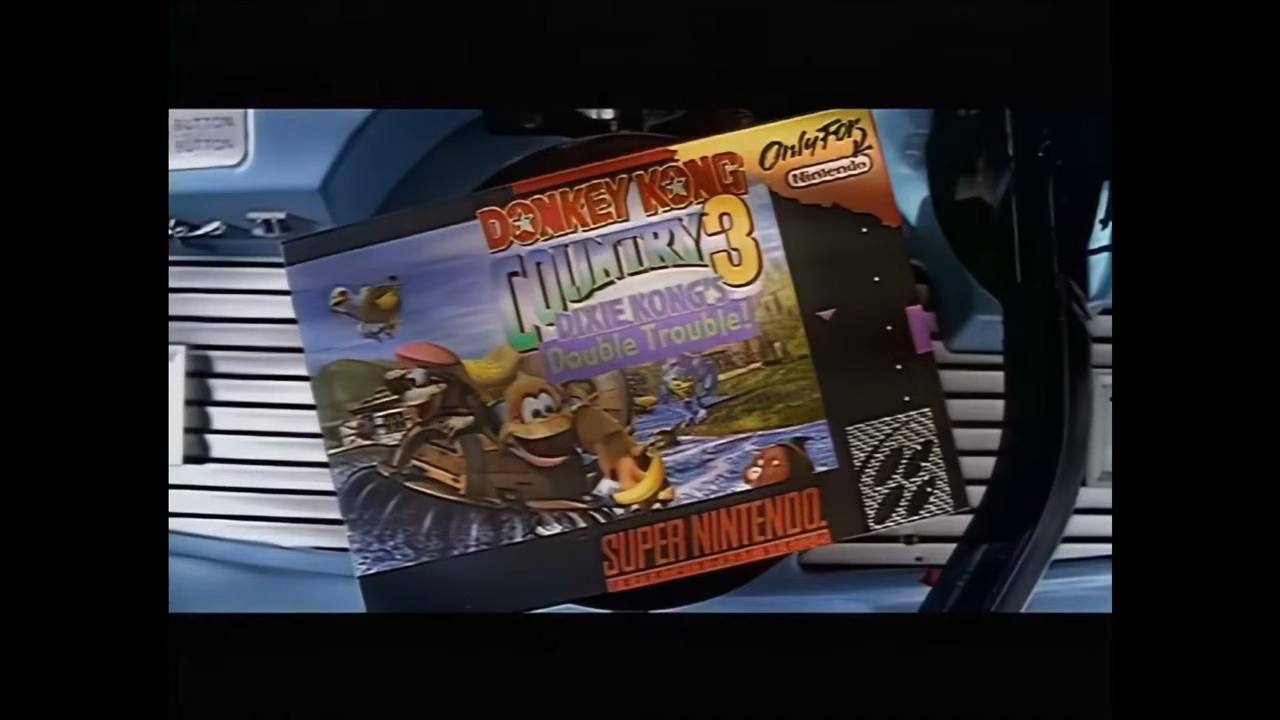 BUTTON
BUTTON
Only For
Nintendo
DONKEY KONG
COUNTRY 3
DIXIE KONG'S
Double Trouble!
SUPER NINTENDO